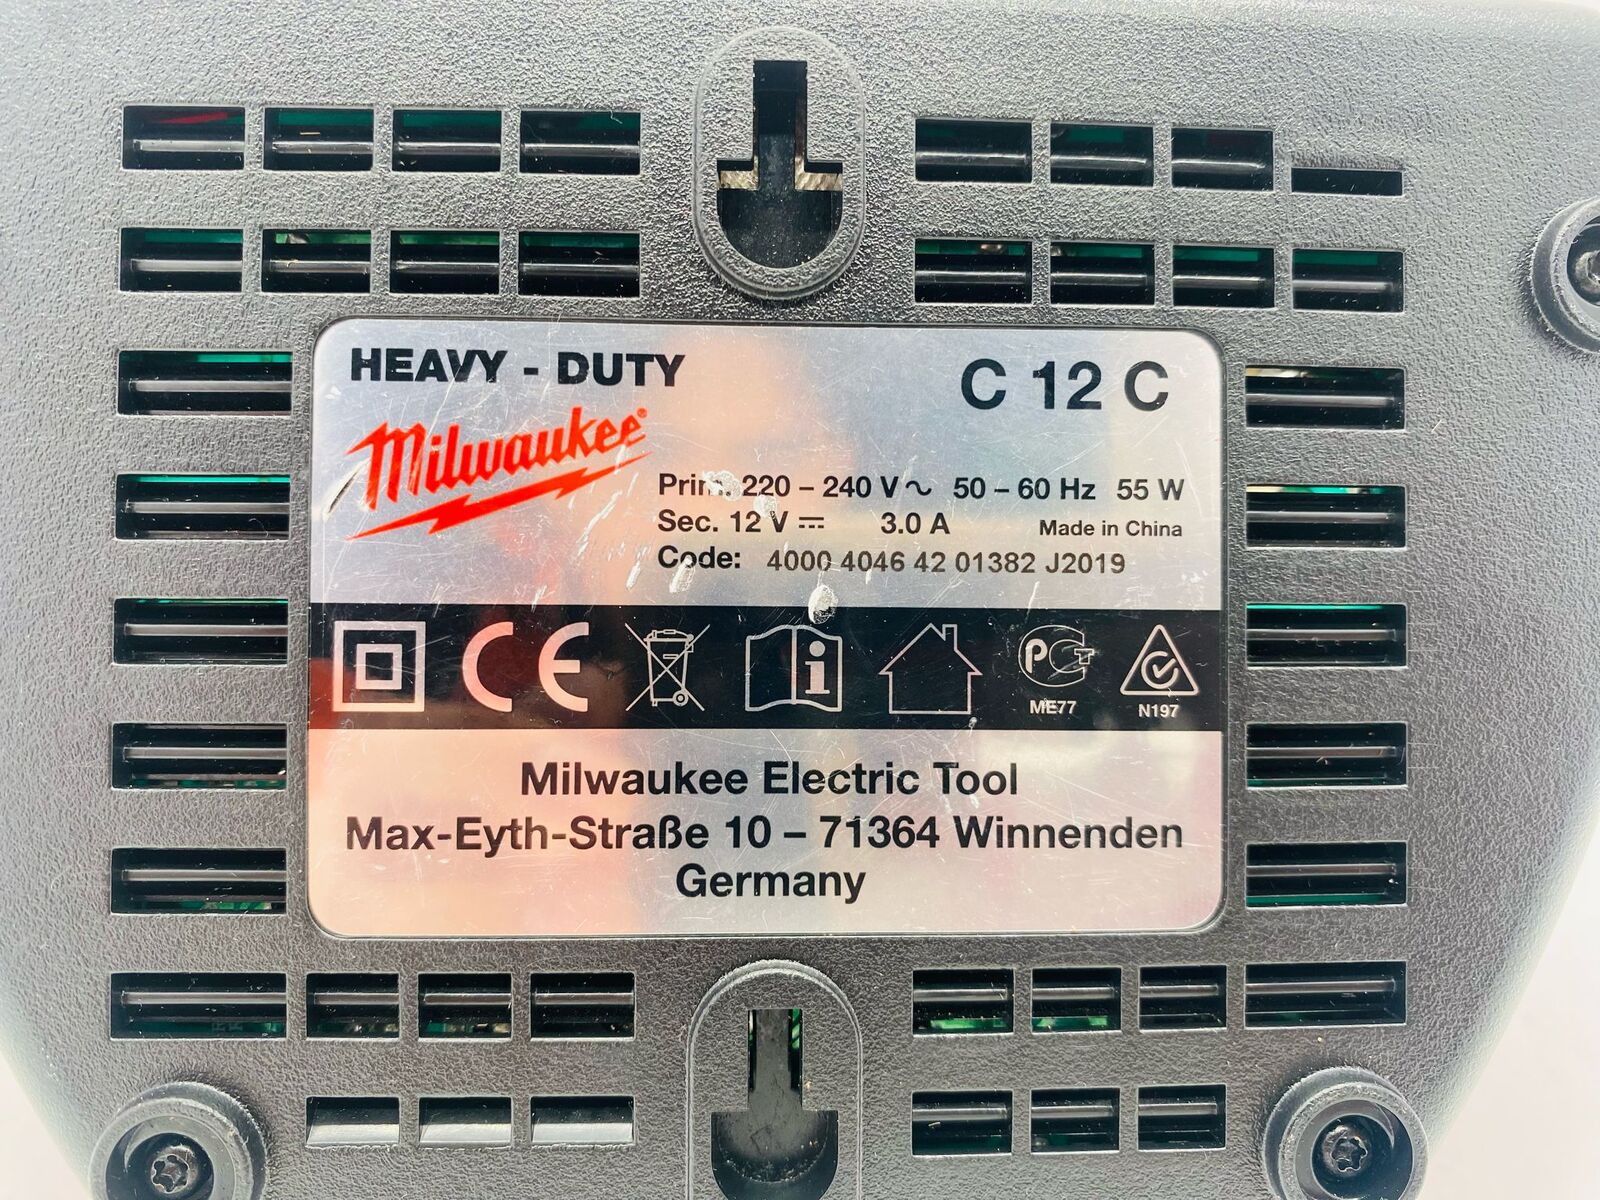 HEAVY - DUTY
C 12 C
Milwaukee®
Prim. 220 – 240 V ~ 50 – 60 Hz 55 W
Sec. 12 V ⎓ 3.0 A Made in China
Code: 4000 4046 42 01382 J2019
CE
i
РСТ
ME77
N197
Milwaukee Electric Tool
Max-Eyth-Straße 10 – 71364 Winnenden
Germany